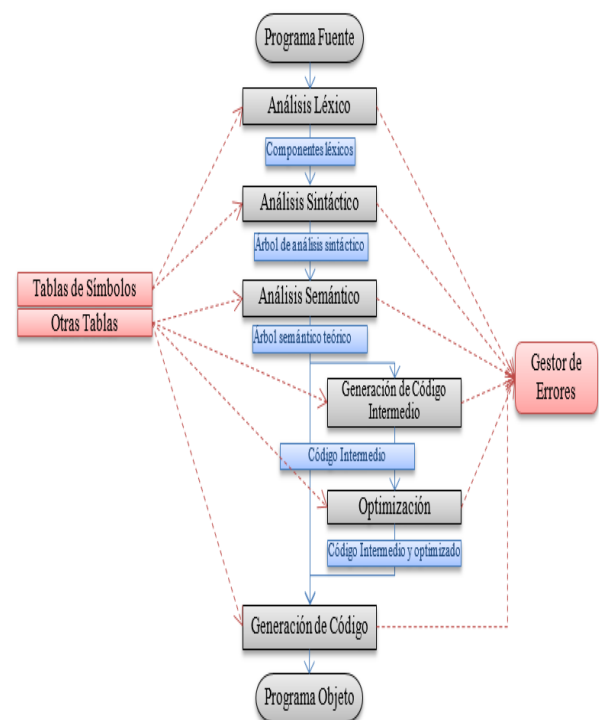 Programa Fuente
Análisis Léxico
Componentes léxicos
Análisis Sintáctico
Árbol de análisis sintáctico
Tablas de Símbolos
Otras Tablas
Análisis Semántico
Árbol semántico teórico
Gestor de
Errores
Generación de Código
Intermedio
Código Intermedio
Optimización
Código Intermedio y optimizado
Generación de Código
Programa Objeto